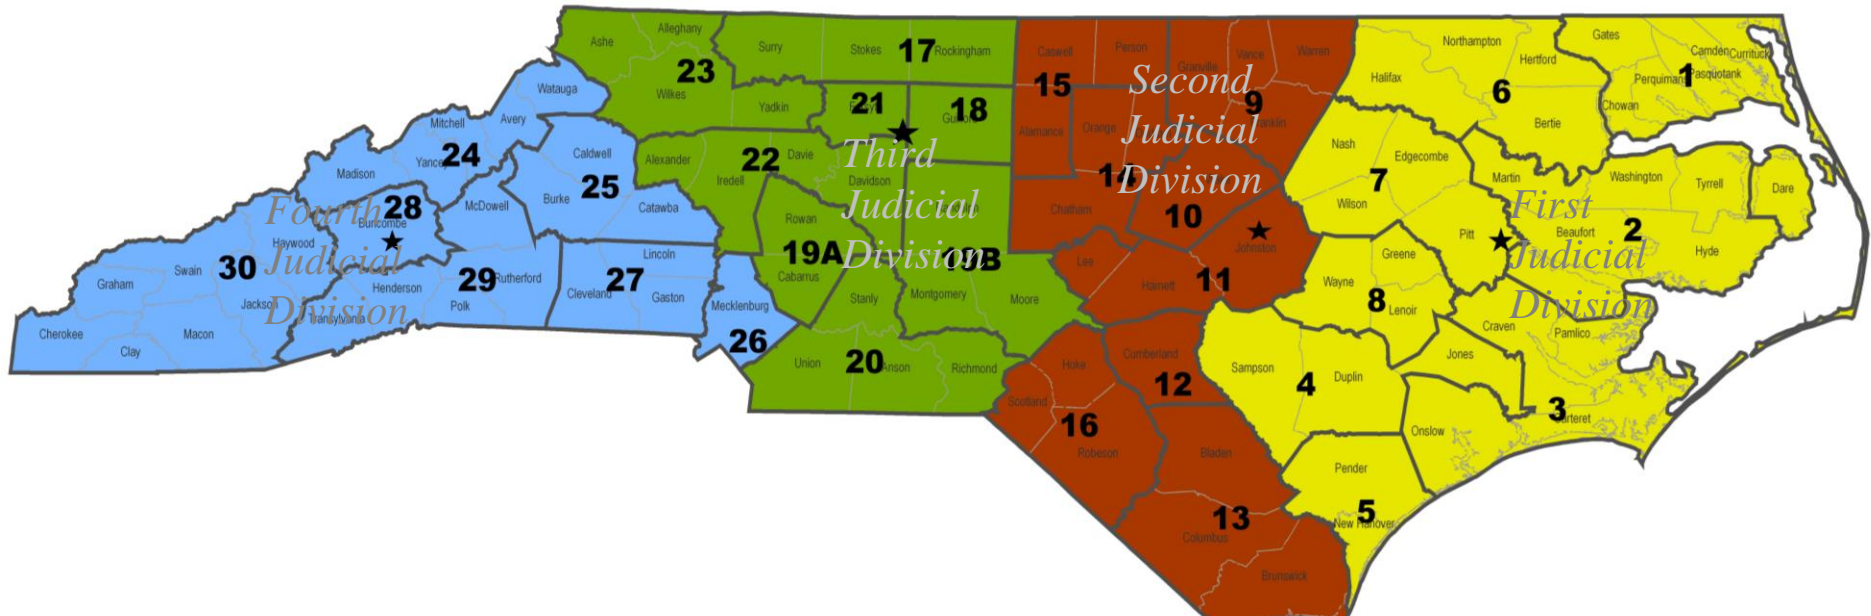 Alleghany
Ashe
Surry
Stokes
17
Rockingham
23
Wilkes
Watauga
Yadkin
21
18
Mitchell
Avery
24
Madison
Caldwell
Alexander
22
Davie
Iredell
Davidson
25
Burke
Catawba
McDowell
28
Buncombe
Fourth
Judicial
Division
Haywood
30
Swain
Graham
Jackson
Cherokee
Macon
Clay
Henderson
Transylvania
29
Rutherford
Polk
Lincoln
27
Cleveland
Gaston
Mecklenburg
26
Third
Judicial
Division
Rowan
19A
Cabarrus
19B
Stanly
Montgomery
Moore
Union
20
Anson
Richmond
Caswell
Person
Granville
Vance
Warren
15
Second
Judicial
Division
9
Alamance
Orange
14
Chatham
10
Johnston
Lee
Harnett
11
Hoke
Cumberland
12
Scotland
16
Robeson
Bladen
13
Columbus
Brunswick
Northampton
Gates
Camden
Currituck
Hertford
Halifax
6
Perquimans
1
Pasquotank
Chowan
Bertie
Nash
Edgecombe
7
Wilson
Martin
Washington
Tyrrell
Dare
First
Judicial
Division
Pitt
Beaufort
2
Hyde
Greene
Wayne
8
Lenoir
Craven
Pamlico
Jones
Sampson
4
Duplin
3
Carteret
Onslow
Pender
5
New Hanover